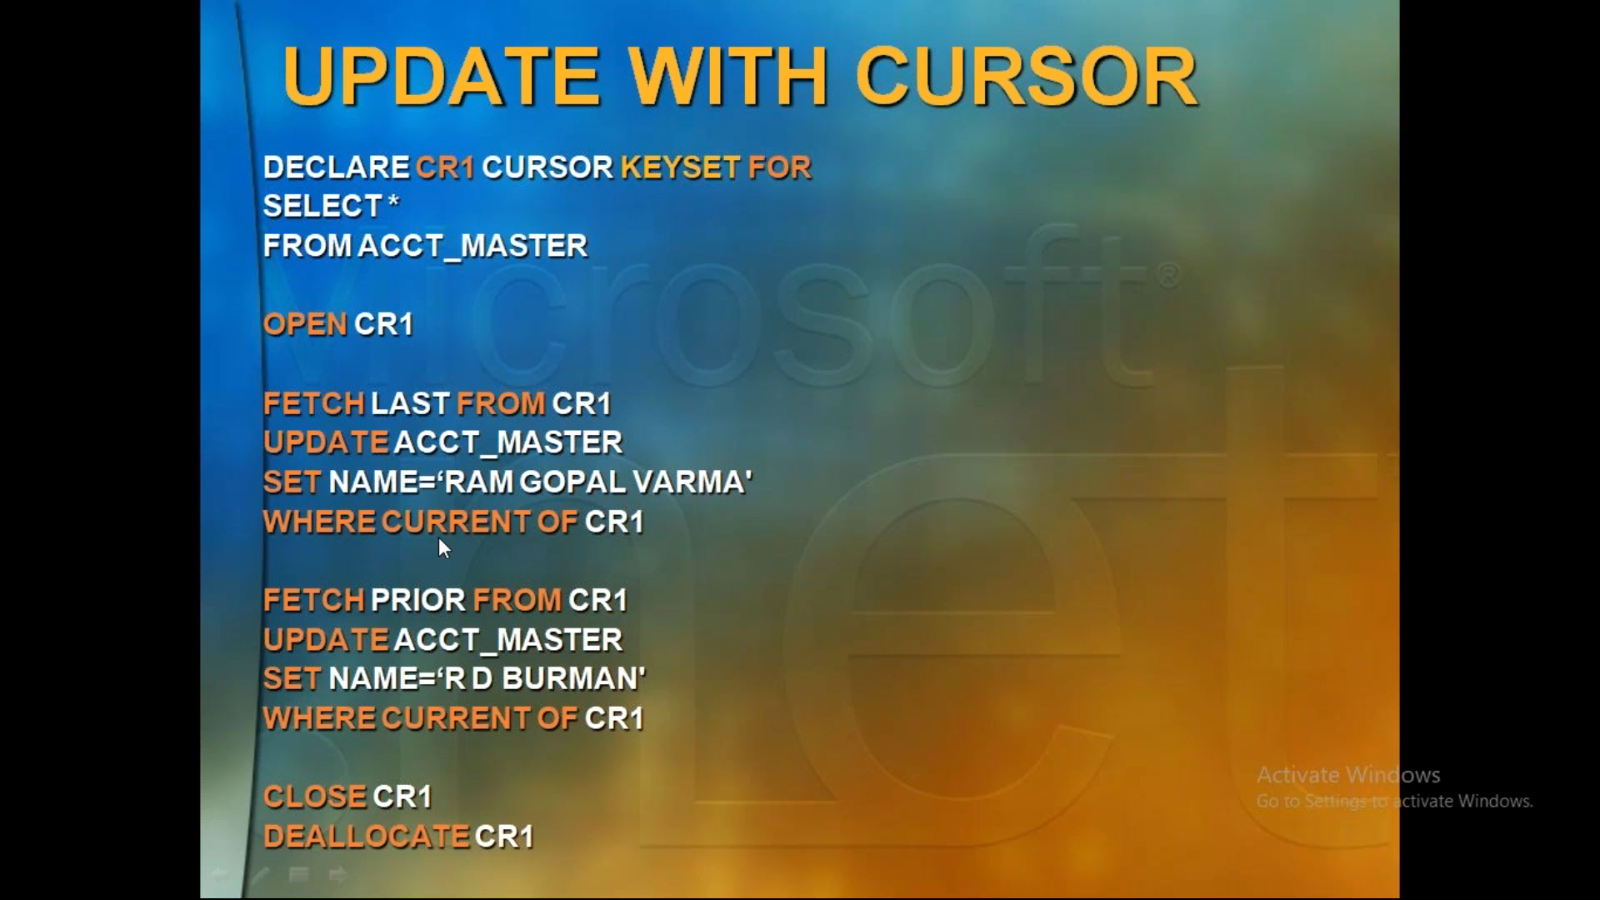 UPDATE WITH CURSOR
DECLARE CR1 CURSOR KEYSET FOR
SELECT *
FROM ACCT_MASTER
OPEN CR1
FETCH LAST FROM CR1
UPDATE ACCT_MASTER
SET NAME=‘RAM GOPAL VARMA'
WHERE CURRENT OF CR1
FETCH PRIOR FROM CR1
UPDATE ACCT_MASTER
SET NAME=‘R D BURMAN'
WHERE CURRENT OF CR1
CLOSE CR1
DEALLOCATE CR1
Microsoft®
.net
Activate Windows
Go to Settings to activate Windows.